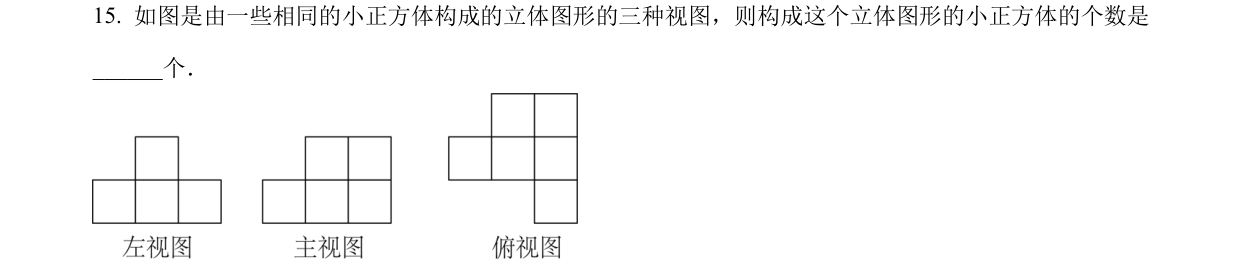 15. 如图是由一些相同的小正方体构成的立体图形的三种视图，则构成这个立体图形的小正方体的个数是
______个．
左视图 主视图 俯视图